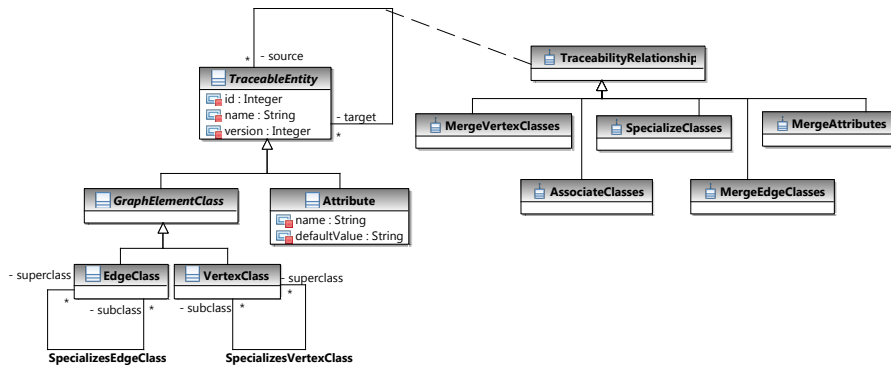 * - source
TraceableEntity
id : Integer
name : String
version : Integer
- target
*
TraceabilityRelationship
MergeVertexClasses
SpecializeClasses
MergeAttributes
AssociateClasses
MergeEdgeClasses
GraphElementClass
Attribute
name : String
defaultValue : String
- superclass
EdgeClass
*
- subclass *
SpecializesEdgeClass
VertexClass
- superclass
*
- subclass *
SpecializesVertexClass